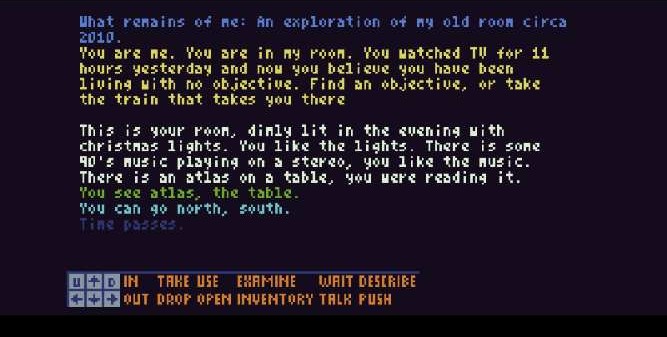 What remains of me: An exploration of my old room circa
2010.
You are me. You are in my room. You watched TV for 11
hours yesterday and now you believe you have been
living with no objective. Find an objective, or take
the train that takes you there
This is your room, dimly lit in the evening with
christmas lights. You like the lights. There is some
90's music playing on a stereo, you like the music.
There is an atlas on a table, you were reading it.
You see atlas, the table.
You can go north, south.
Time passes.
U ↑ D IN TAKE USE EXAMINE WAIT DESCRIBE
← ↓ → OUT DROP OPEN INVENTORY TALK PUSH